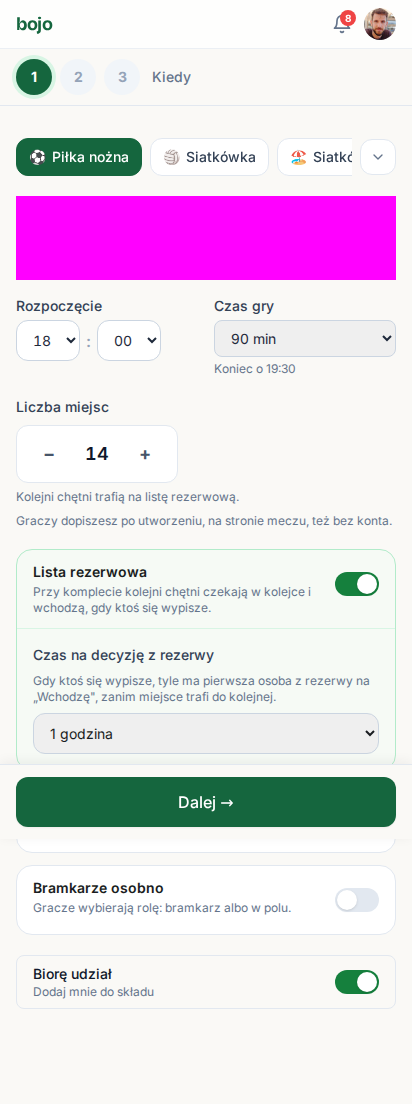 bojo
8
1
2
3
Kiedy
⚽ Piłka nożna
🏐 Siatkówka
🏖️ Siatkó
Rozpoczęcie
Czas gry
18 : 00
90 min
Koniec o 19:30
Liczba miejsc
− 14 +
Kolejni chętni trafią na listę rezerwową.
Graczy dopiszesz po utworzeniu, na stronie meczu, też bez konta.
Lista rezerwowa
Przy komplecie kolejni chętni czekają w kolejce i
wchodzą, gdy ktoś się wypisze.
Czas na decyzję z rezerwy
Gdy ktoś się wypisze, tyle ma pierwsza osoba z rezerwy na
„Wchodzę", zanim miejsce trafi do kolejnej.
1 godzina
Dalej →
Bramkarze osobno
Gracze wybierają rolę: bramkarz albo w polu.
Biorę udział
Dodaj mnie do składu